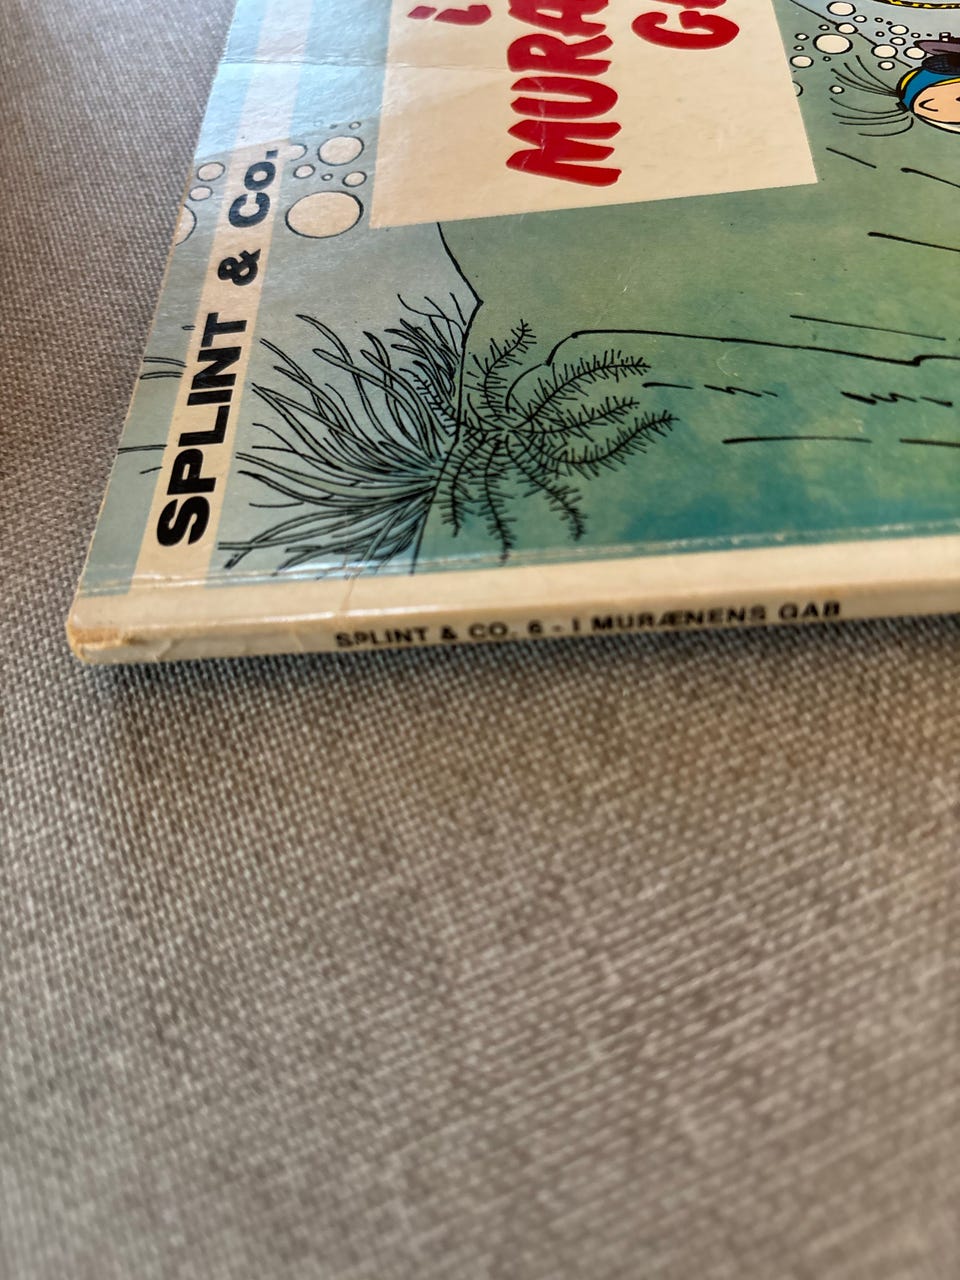 SPLINT & Co.
SPLINT & CO. 6 - I MURÆNENS GAB